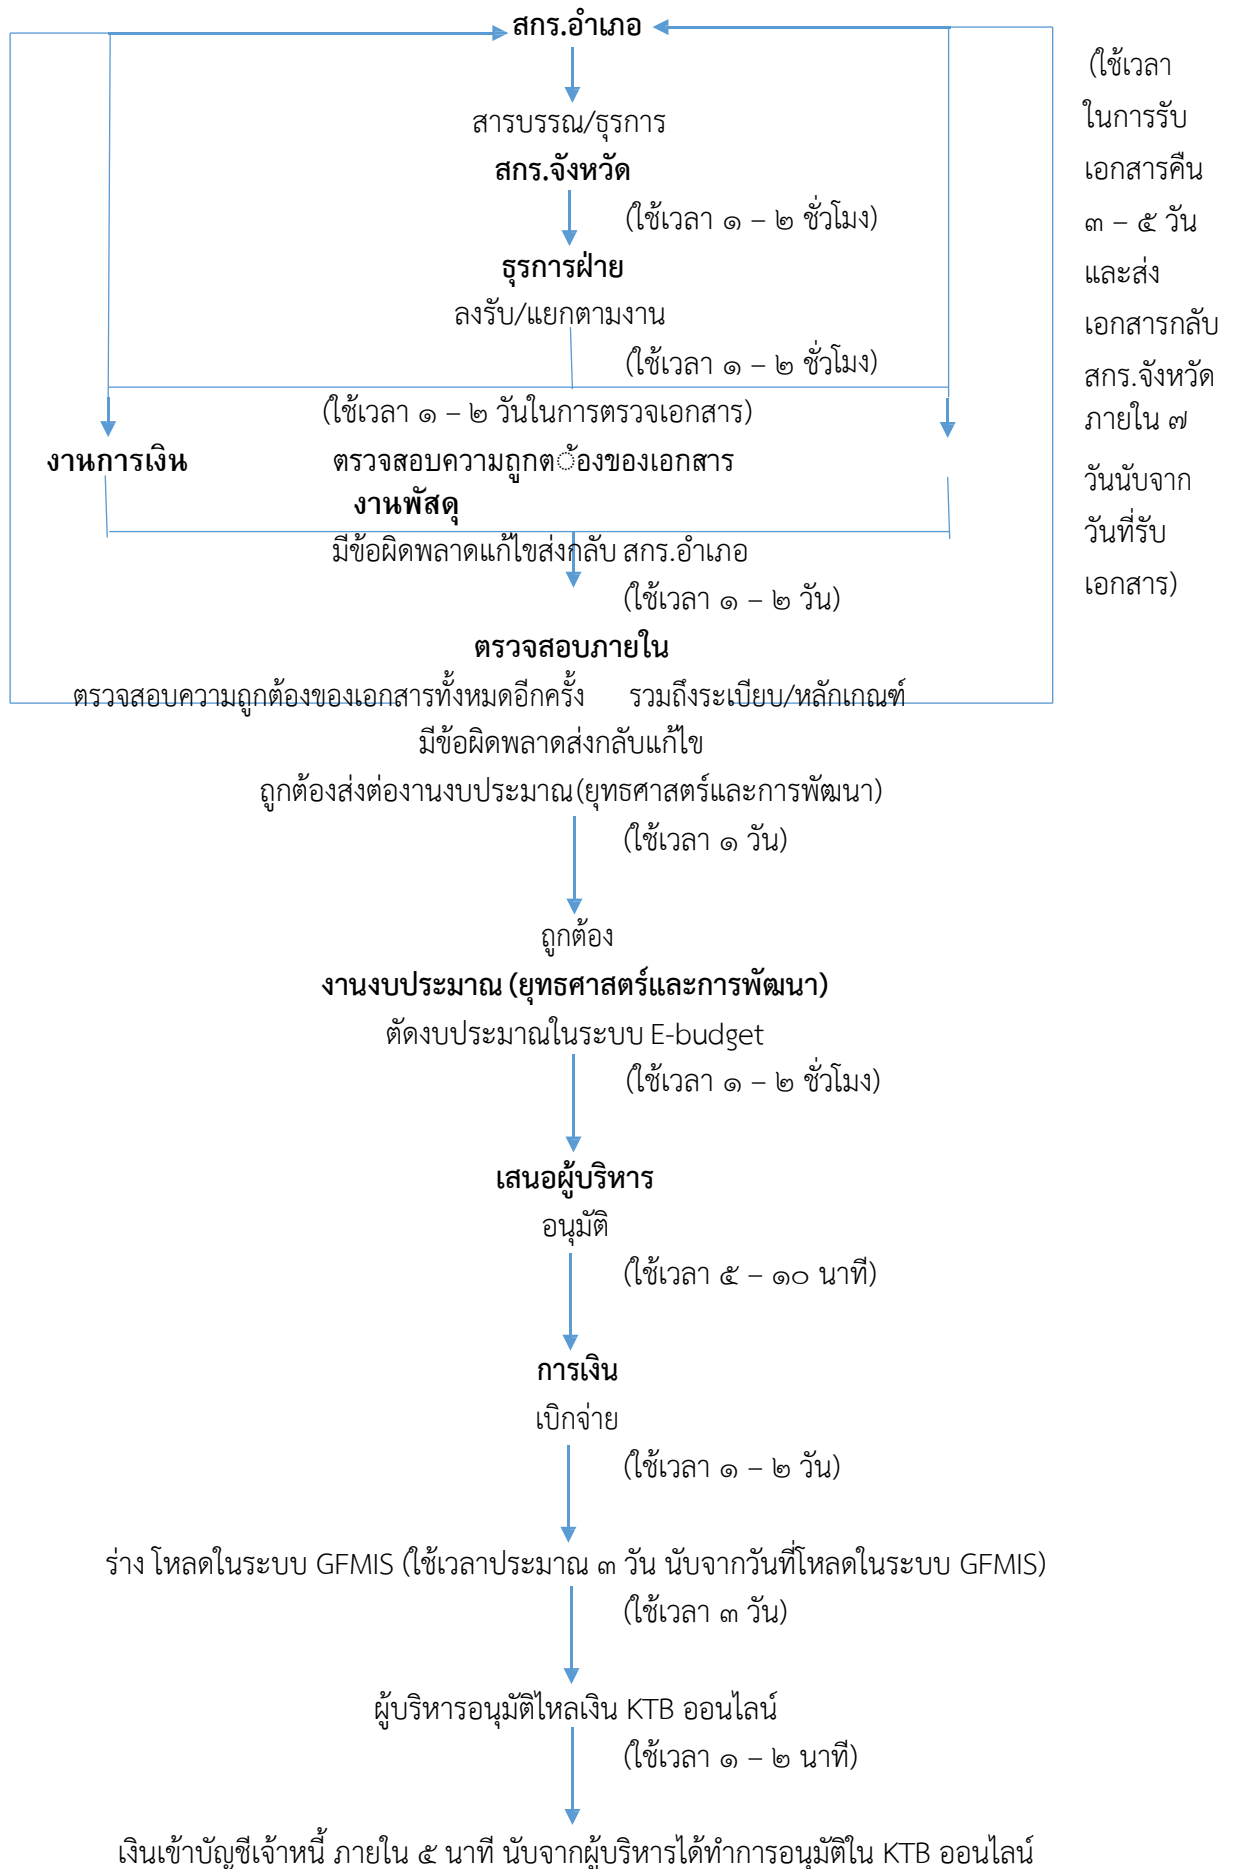 สกร.อำเภอ
สารบรรณ/ธุรการ
สกร.จังหวัด
(ใช้เวลา ๑ – ๒ ชั่วโมง)
ธุรการฝ่าย
ลงรับ/แยกตามงาน
(ใช้เวลา ๑ – ๒ ชั่วโมง)
(ใช้เวลา ๑ – ๒ วันในการตรวจเอกสาร)
งานการเงิน ตรวจสอบความถูกต้องของเอกสาร
งานพัสดุ
มีข้อผิดพลาดแก้ไขส่งกลับ สกร.อำเภอ
(ใช้เวลา ๑ – ๒ วัน)
(ใช้เวลา
ในการรับ
เอกสารคืน
๓ – ๕ วัน
และส่ง
เอกสารกลับ
สกร.จังหวัด
ภายใน ๗
วันนับจาก
วันที่รับ
เอกสาร)
ตรวจสอบภายใน
ตรวจสอบความถูกต้องของเอกสารทั้งหมดอีกครั้ง รวมถึงระเบียบ/หลักเกณฑ์
มีข้อผิดพลาดส่งกลับแก้ไข
ถูกต้องส่งต่องานงบประมาณ(ยุทธศาสตร์และการพัฒนา)
(ใช้เวลา ๑ วัน)
ถูกต้อง
งานงบประมาณ (ยุทธศาสตร์และการพัฒนา)
ตัดงบประมาณในระบบ E-budget
(ใช้เวลา ๑ – ๒ ชั่วโมง)
เสนอผู้บริหาร
อนุมัติ
(ใช้เวลา ๕ – ๑๐ นาที)
การเงิน
เบิกจ่าย
(ใช้เวลา ๑ – ๒ วัน)
ร่าง โหลดในระบบ GFMIS (ใช้เวลาประมาณ ๓ วัน นับจากวันที่โหลดในระบบ GFMIS)
(ใช้เวลา ๓ วัน)
ผู้บริหารอนุมัติไหลเงิน KTB ออนไลน์
(ใช้เวลา ๑ – ๒ นาที)
เงินเข้าบัญชีเจ้าหนี้ ภายใน ๕ นาที นับจากผู้บริหารได้ทำการอนุมัติใน KTB ออนไลน์